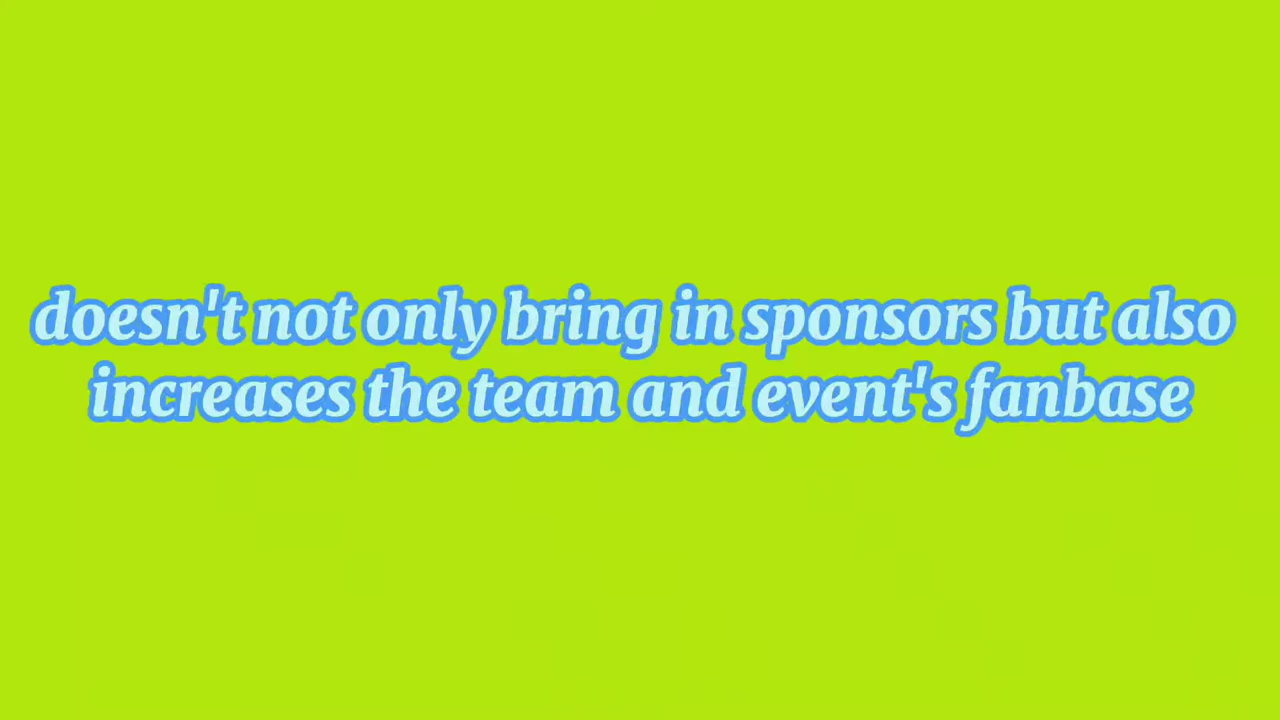 doesn't not only bring in sponsors but also
increases the team and event's fanbase